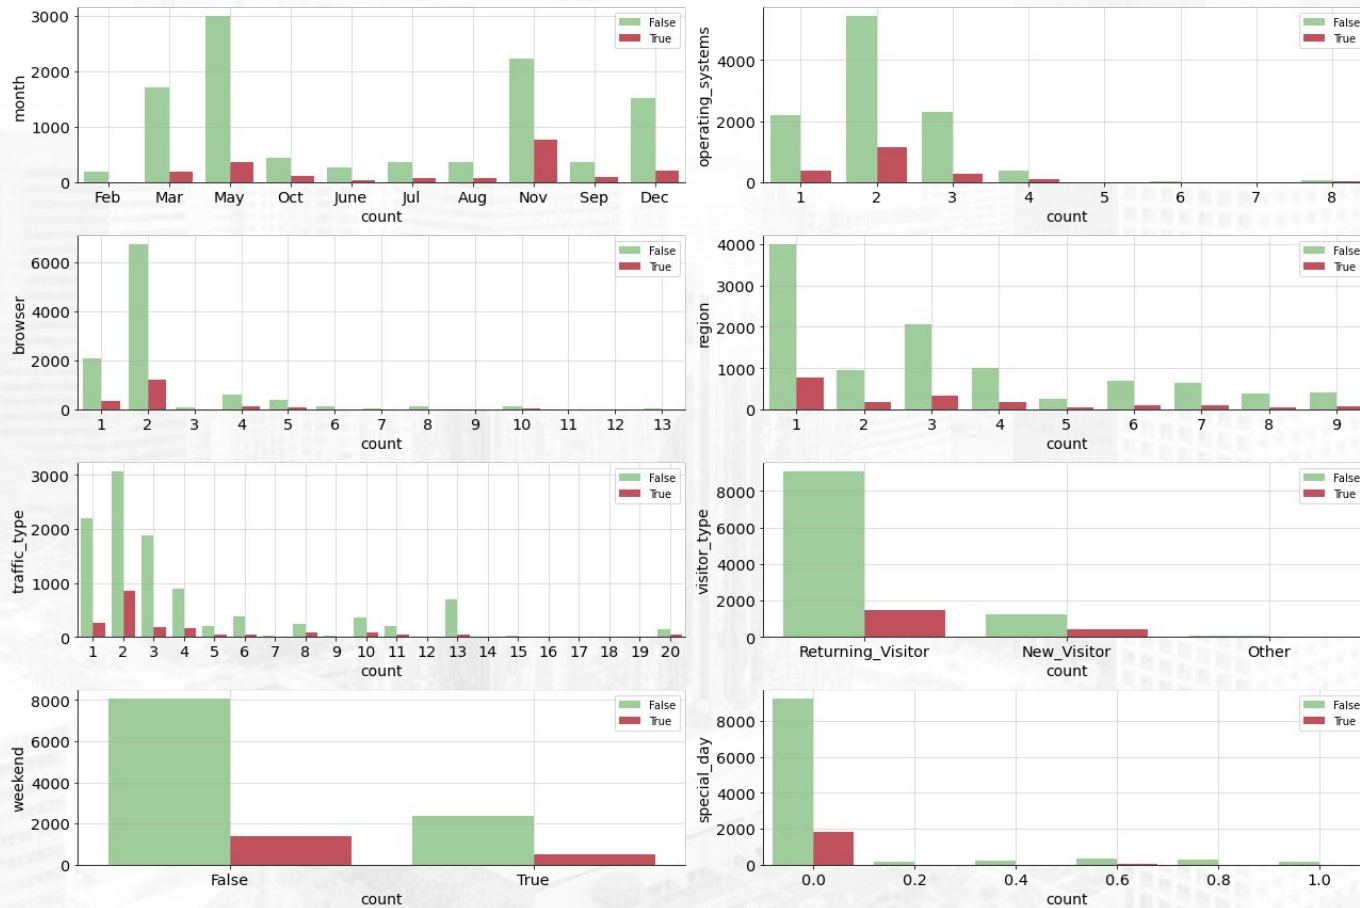 3000
2000
1000
0
month
False
True
Feb Mar May Oct June Jul Aug Nov Sep Dec
count
4000
2000
0
operating_systems
False
True
1 2 3 4 5 6 7 8
count
6000
4000
2000
0
browser
False
True
1 2 3 4 5 6 7 8 9 10 11 12 13
count
4000
3000
2000
1000
0
region
False
True
1 2 3 4 5 6 7 8 9
count
3000
2000
1000
0
traffic_type
False
True
1 2 3 4 5 6 7 8 9 10 11 12 13 14 15 16 17 18 19 20
count
8000
6000
4000
2000
0
visitor_type
False
True
Returning_Visitor New_Visitor Other
count
8000
6000
4000
2000
0
weekend
False
True
False True
count
8000
6000
4000
2000
0
special_day
False
True
0.0 0.2 0.4 0.6 0.8 1.0
count